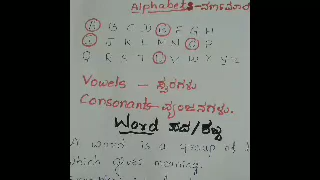 Alphabets - ವರ್ಣಮಾಲೆ
A B C D E F G H
I J K L M N O P
Q R S T U V W X Y Z
Vowels - ಸ್ವರಗಳು
Consonants - ವ್ಯಂಜನಗಳು.
Word ಪದ/ಶಬ್ದ
A word is a group of
which gives meaning.